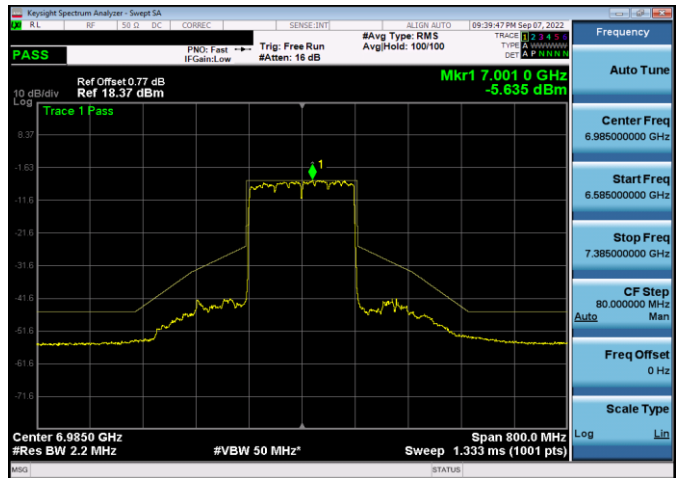 Keysight Spectrum Analyzer - Swept SA
RL RF 50 Ω DC CORREC SENSE:INT ALIGN AUTO 09:39:47 PM Sep 07, 2022
PASS
PNO: Fast
IFGain:Low
Trig: Free Run
#Atten: 16 dB
#Avg Type: RMS
Avg|Hold: 100/100
TRACE 1 2 3 4 5 6
TYPE A WWWWW
DET A P N N N N
Ref Offset 0.77 dB
10 dB/div Ref 18.37 dBm
Log
Mkr1 7.001 0 GHz
-5.635 dBm
Trace 1 Pass
1
8.37
-1.63
-11.6
-21.6
-31.6
-41.6
-51.6
-61.6
-71.6
Center 6.9850 GHz Span 800.0 MHz
#Res BW 2.2 MHz #VBW 50 MHz* Sweep 1.333 ms (1001 pts)
MSG STATUS
Frequency
Auto Tune
Center Freq
6.985000000 GHz
Start Freq
6.585000000 GHz
Stop Freq
7.385000000 GHz
CF Step
80.000000 MHz
Auto Man
Freq Offset
0 Hz
Scale Type
Log Lin